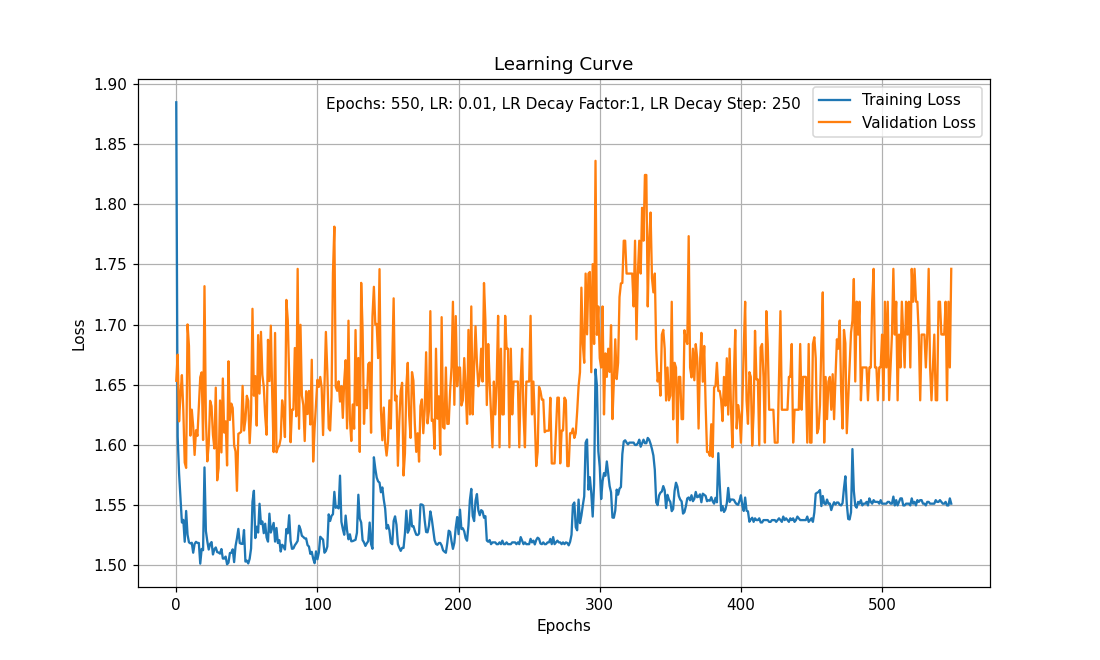 Learning Curve
Epochs: 550, LR: 0.01, LR Decay Factor:1, LR Decay Step: 250
Training Loss
Validation Loss
1.90
1.85
1.80
1.75
1.70
1.65
1.60
1.55
1.50
Loss
0 100 200 300 400 500
Epochs